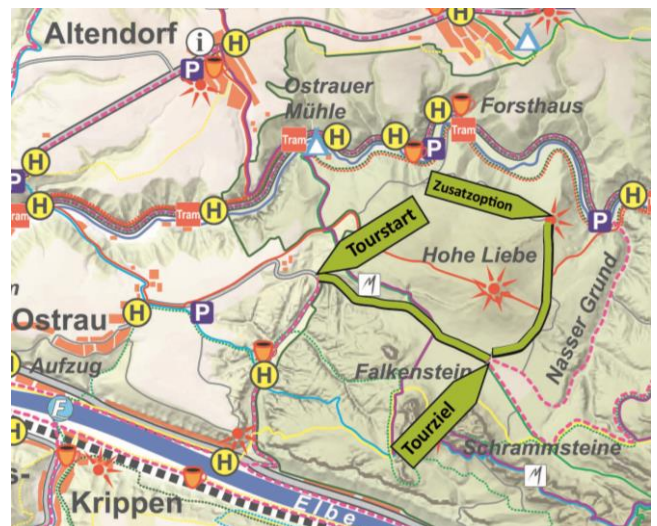 Altendorf
i
H
H
P
Ostrauer
Mühle
H
H
H
Forsthaus
Tram
Tram
P
P
H
H
Tram
H
P
H
Zusatzoption
Tourstart
Hohe Liebe
Nasser Grund
Ostrau
H
P
Aufzug
H
H
Falkenstein
Tourziel
F
Schrammsteine
H
H
s-
Krippen
H
Elbe